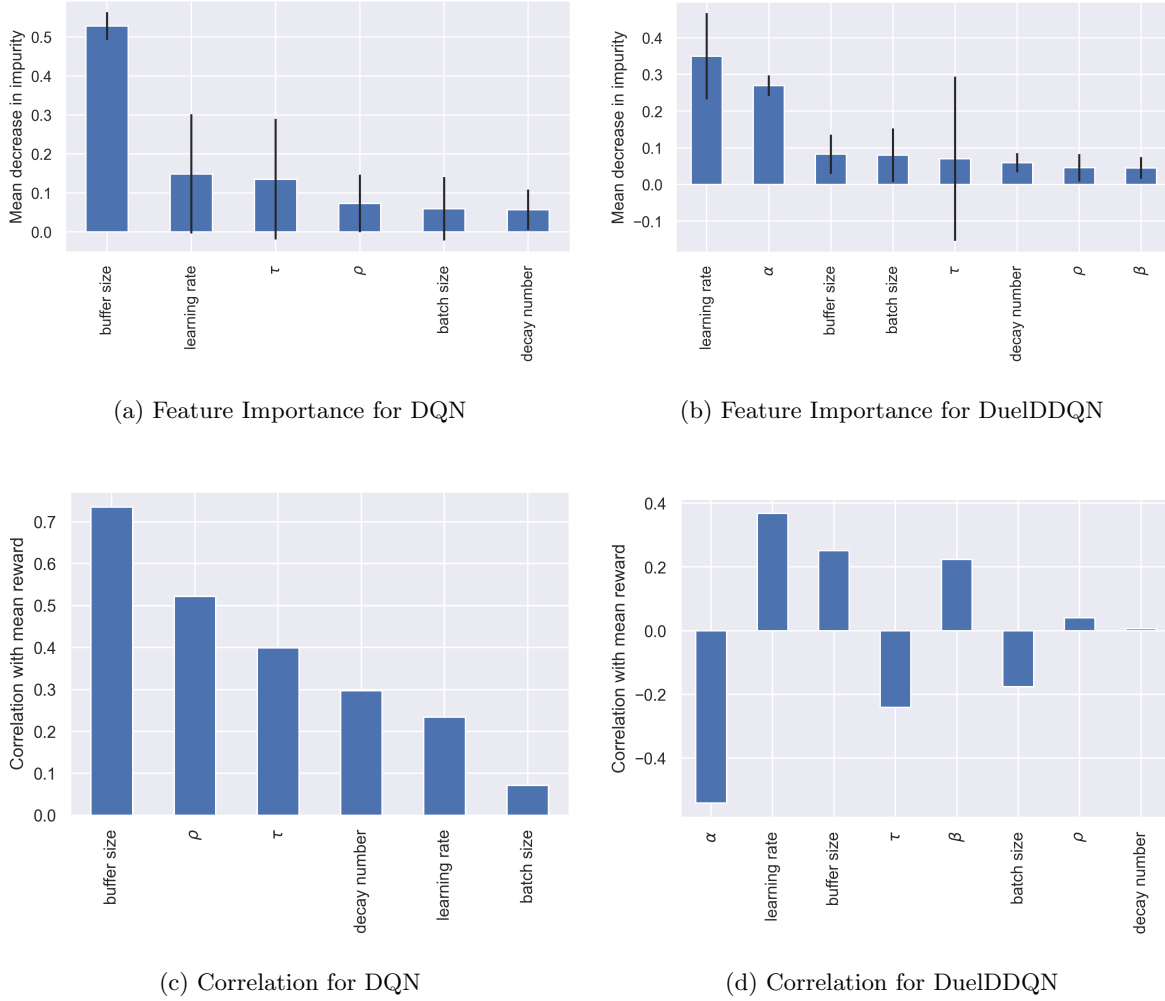 Mean decrease in impurity
0.5
0.4
0.3
0.2
0.1
0.0
buffer size
learning rate
τ
ρ
batch size
decay number
(a) Feature Importance for DQN
Mean decrease in impurity
0.4
0.3
0.2
0.1
0.0
−0.1
learning rate
α
buffer size
batch size
τ
decay number
ρ
β
(b) Feature Importance for DuelDDQN
Correlation with mean reward
0.7
0.6
0.5
0.4
0.3
0.2
0.1
0.0
buffer size
ρ
τ
decay number
learning rate
batch size
(c) Correlation for DQN
Correlation with mean reward
0.4
0.2
0.0
−0.2
−0.4
α
learning rate
buffer size
τ
β
batch size
ρ
decay number
(d) Correlation for DuelDDQN